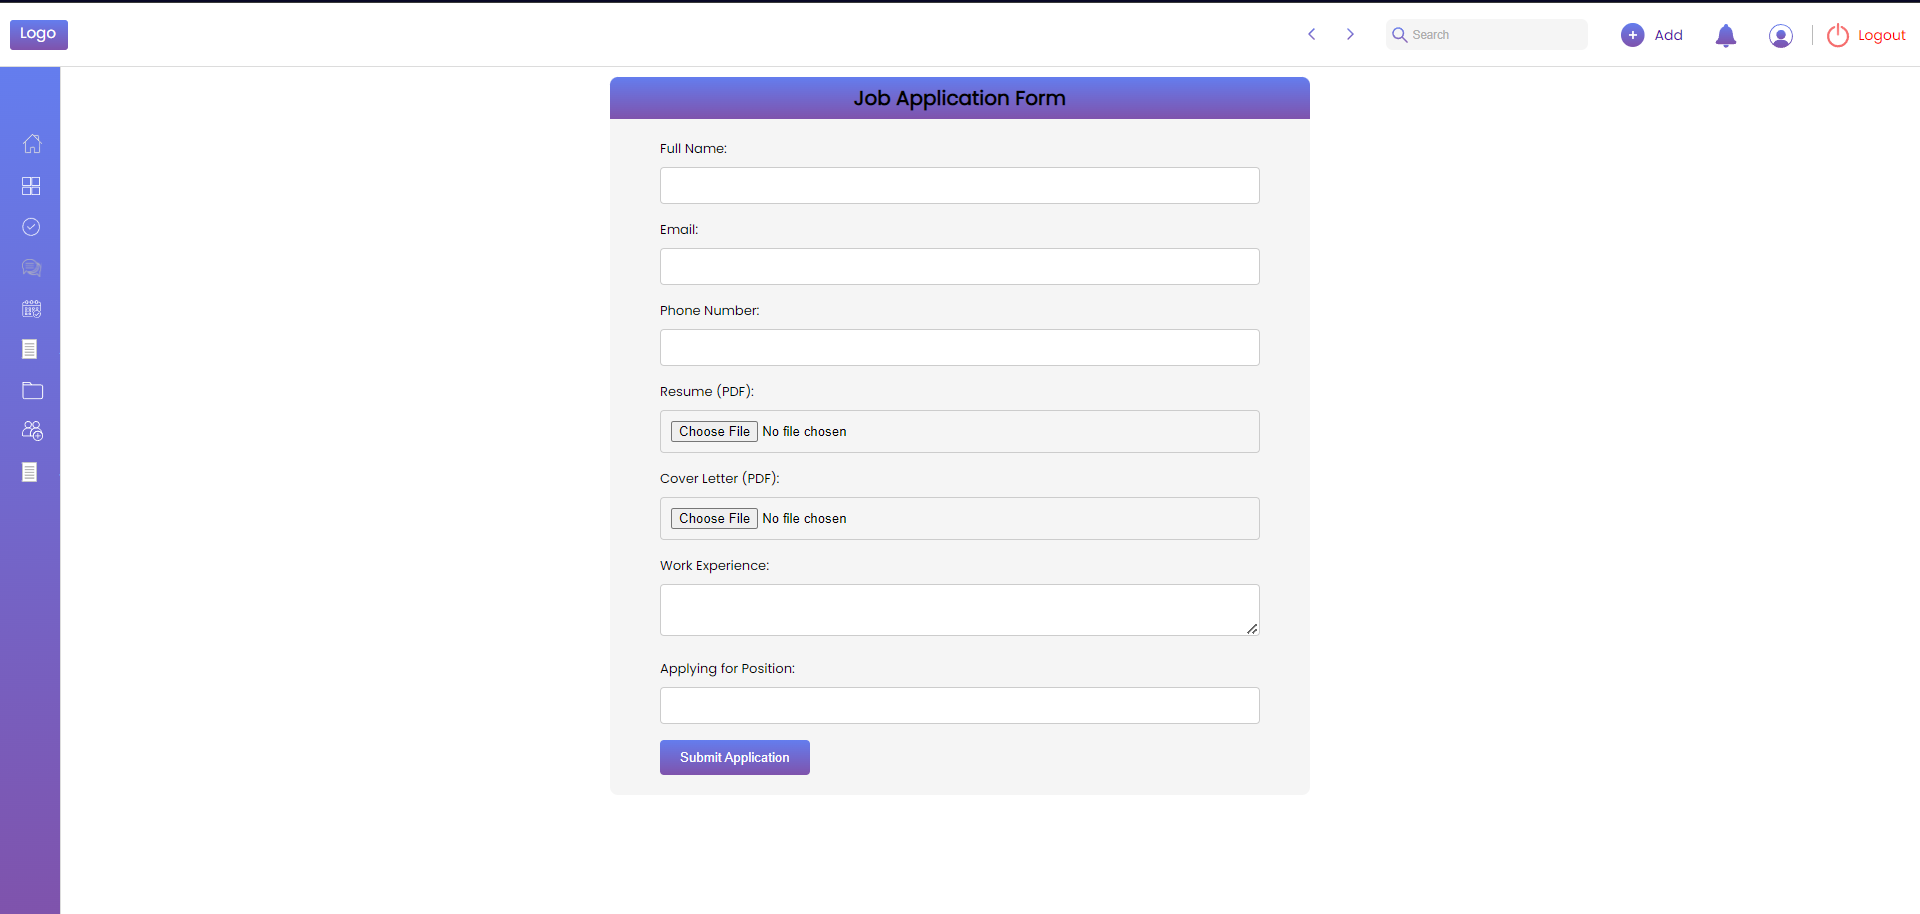 Logo
Search
Add
Logout
Job Application Form
Full Name:
Email:
Phone Number:
Resume (PDF):
Choose File No file chosen
Cover Letter (PDF):
Choose File No file chosen
Work Experience:
Applying for Position:
Submit Application